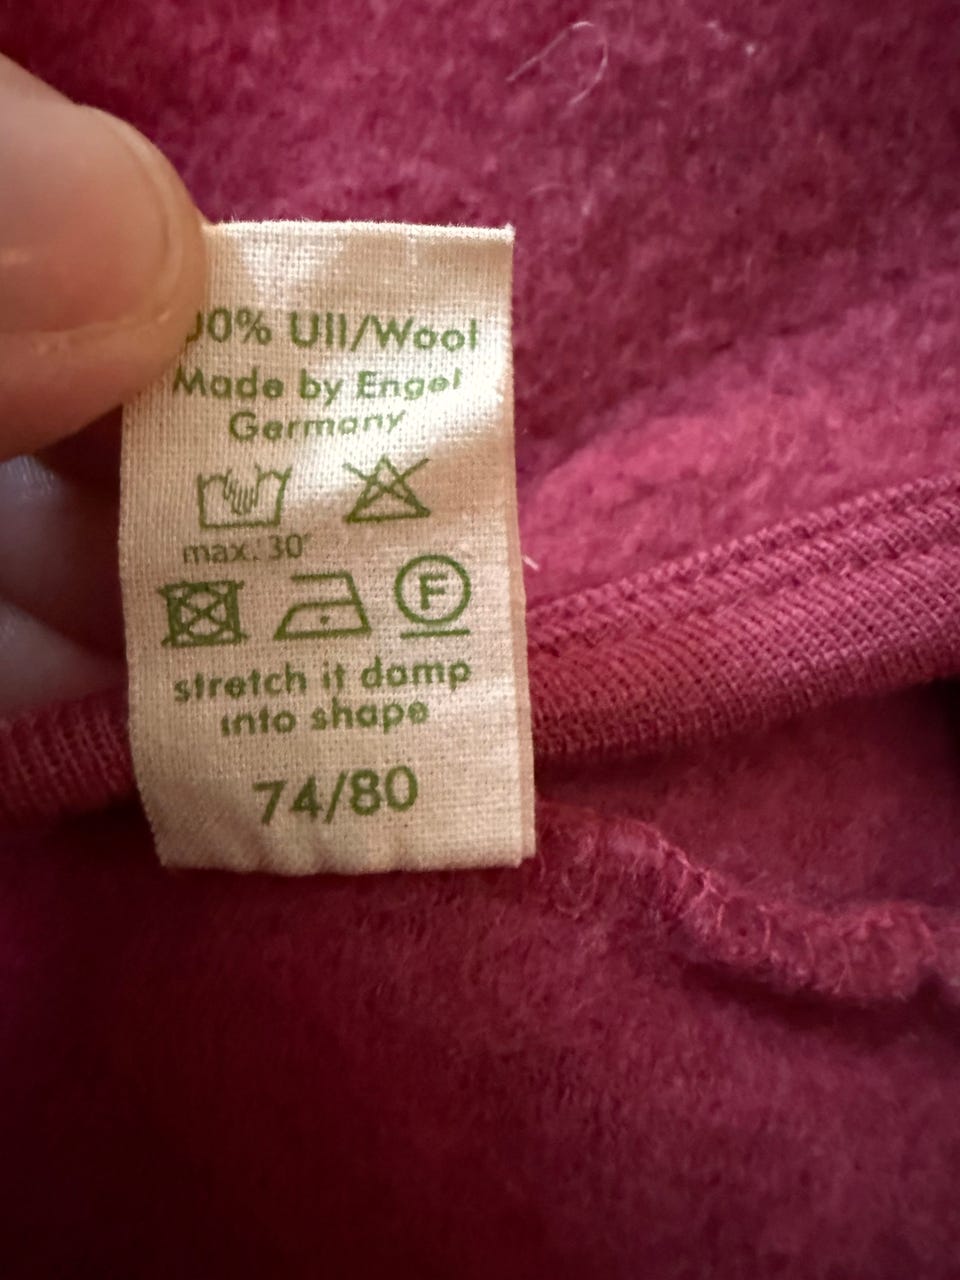 00% Ull/Wool
Made by Engel
Germany
max. 30°
F
stretch it damp
into shape
74/80